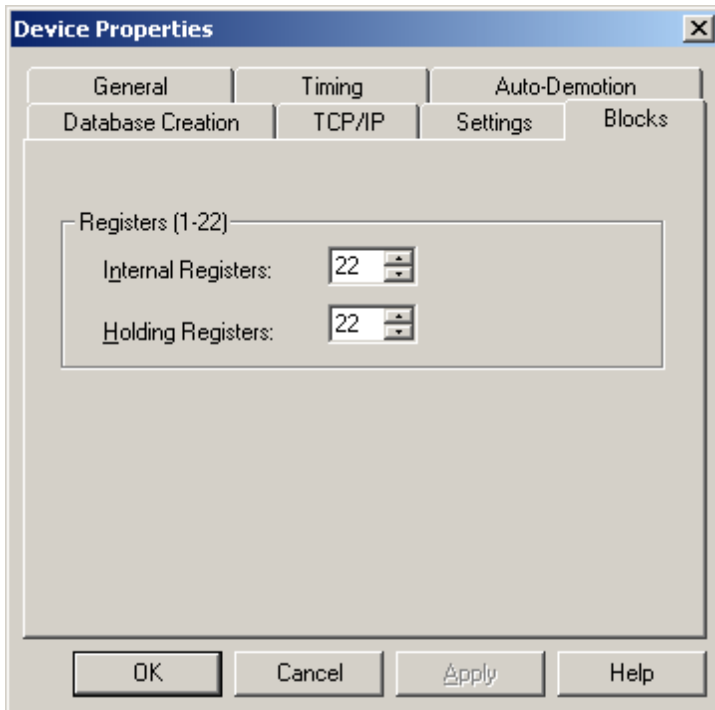 Device Properties
General Timing Auto-Demotion
Database Creation TCP/IP Settings Blocks
Registers (1-22)
Internal Registers: 22
Holding Registers: 22
OK Cancel Apply Help